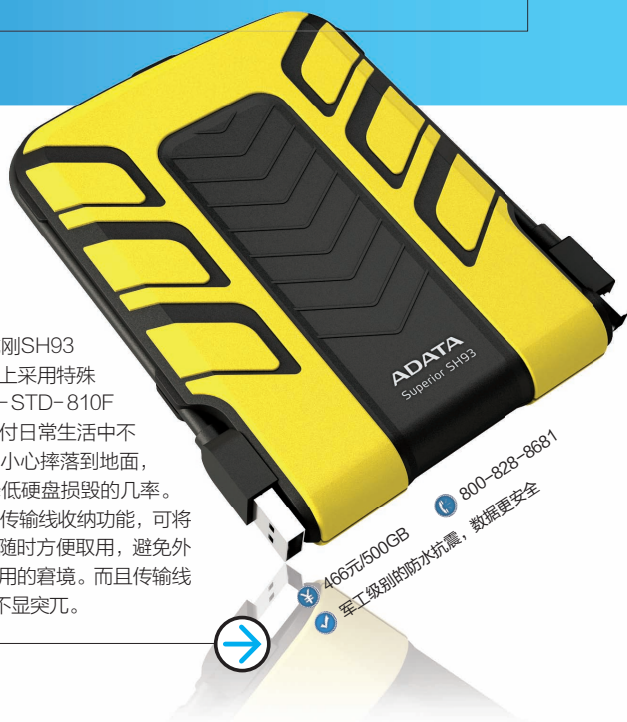 ADATA
Superior SH93
刚SH93
上采用特殊
-STD-810F
付日常生活中不
小心摔落到地面，
低硬盘损毁的几率。
传输线收纳功能，可将
随时方便取用，避免外
用的窘境。而且传输线
不显突兀。
466元/500GB
800-828-8681
军工级别的防水抗震，数据更安全